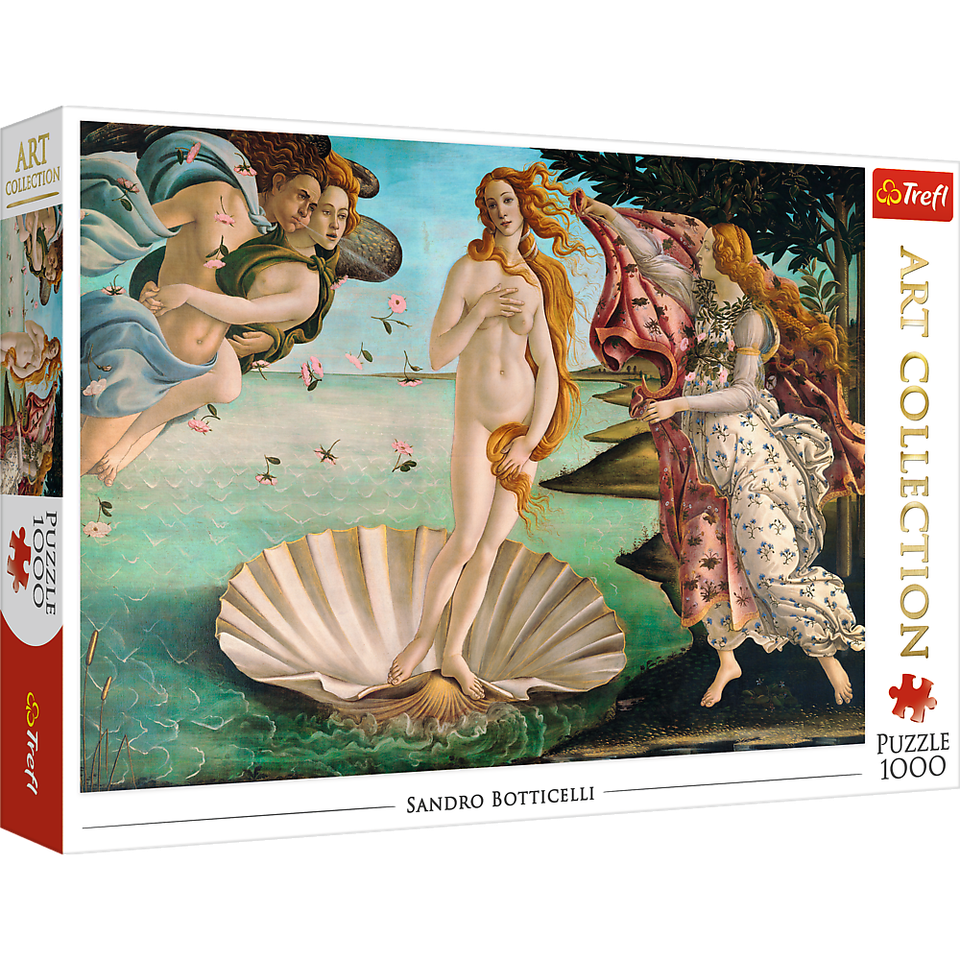 ART
COLLECTION
PUZZLE
1000
Trefl
Trefl
ART COLLECTION
PUZZLE
1000
SANDRO BOTTICELLI